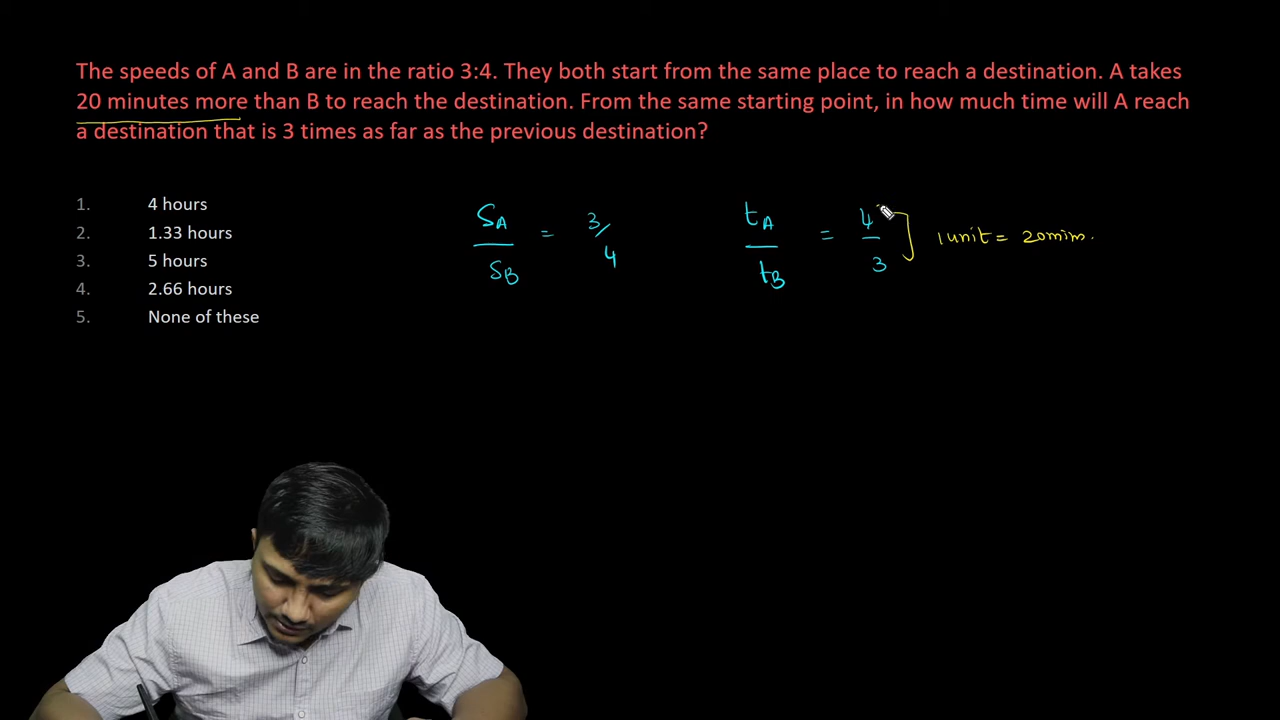 The speeds of A and B are in the ratio 3:4. They both start from the same place to reach a destination. A takes
20 minutes more than B to reach the destination. From the same starting point, in how much time will A reach
a destination that is 3 times as far as the previous destination?
1. 4 hours
2. 1.33 hours
3. 5 hours
4. 2.66 hours
5. None of these
S_A / S_B = 3/4
t_A / t_B = 4/3
1 unit = 20 min.